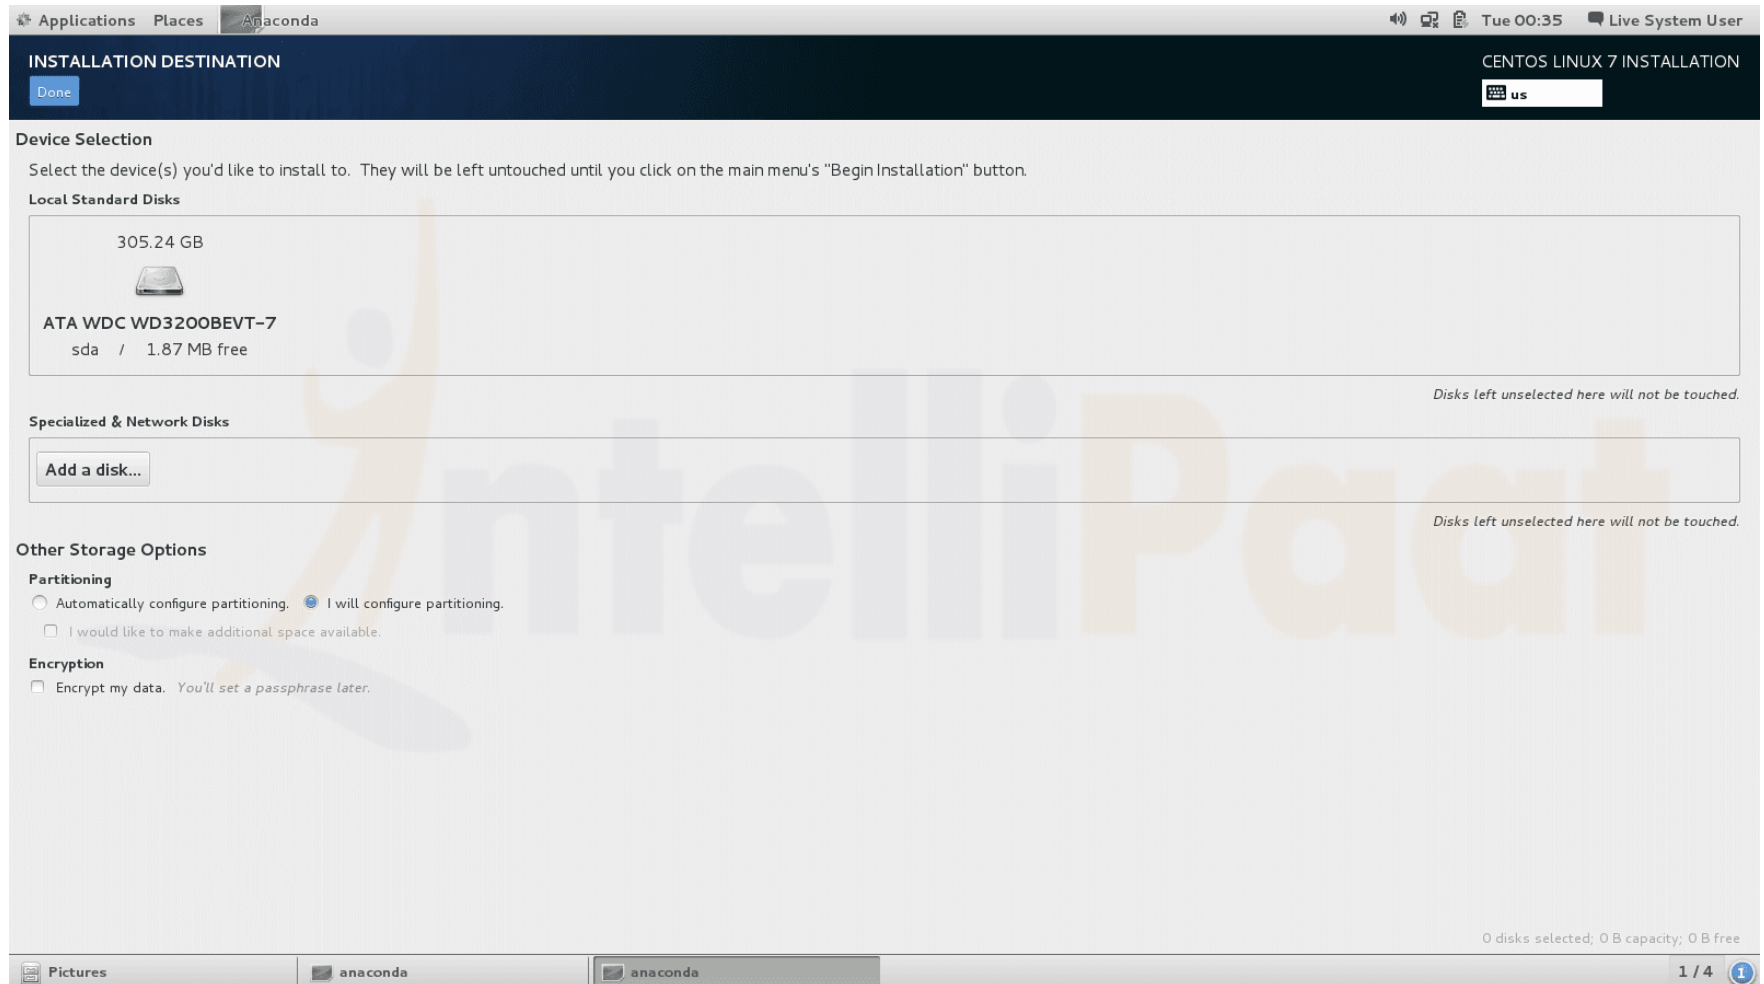 Applications Places Anaconda Tue 00:35 Live System User
INSTALLATION DESTINATION
CENTOS LINUX 7 INSTALLATION
Done
us
Device Selection
Select the device(s) you'd like to install to. They will be left untouched until you click on the main menu's "Begin Installation" button.
Local Standard Disks
305.24 GB
ATA WDC WD3200BEVT-7
sda / 1.87 MB free
Disks left unselected here will not be touched.
Specialized & Network Disks
Add a disk...
Disks left unselected here will not be touched.
IntelliPaat
Other Storage Options
Partitioning
Automatically configure partitioning. I will configure partitioning.
I would like to make additional space available.
Encryption
Encrypt my data. You'll set a passphrase later.
0 disks selected; 0 B capacity; 0 B free
Pictures anaconda anaconda 1 / 4 1